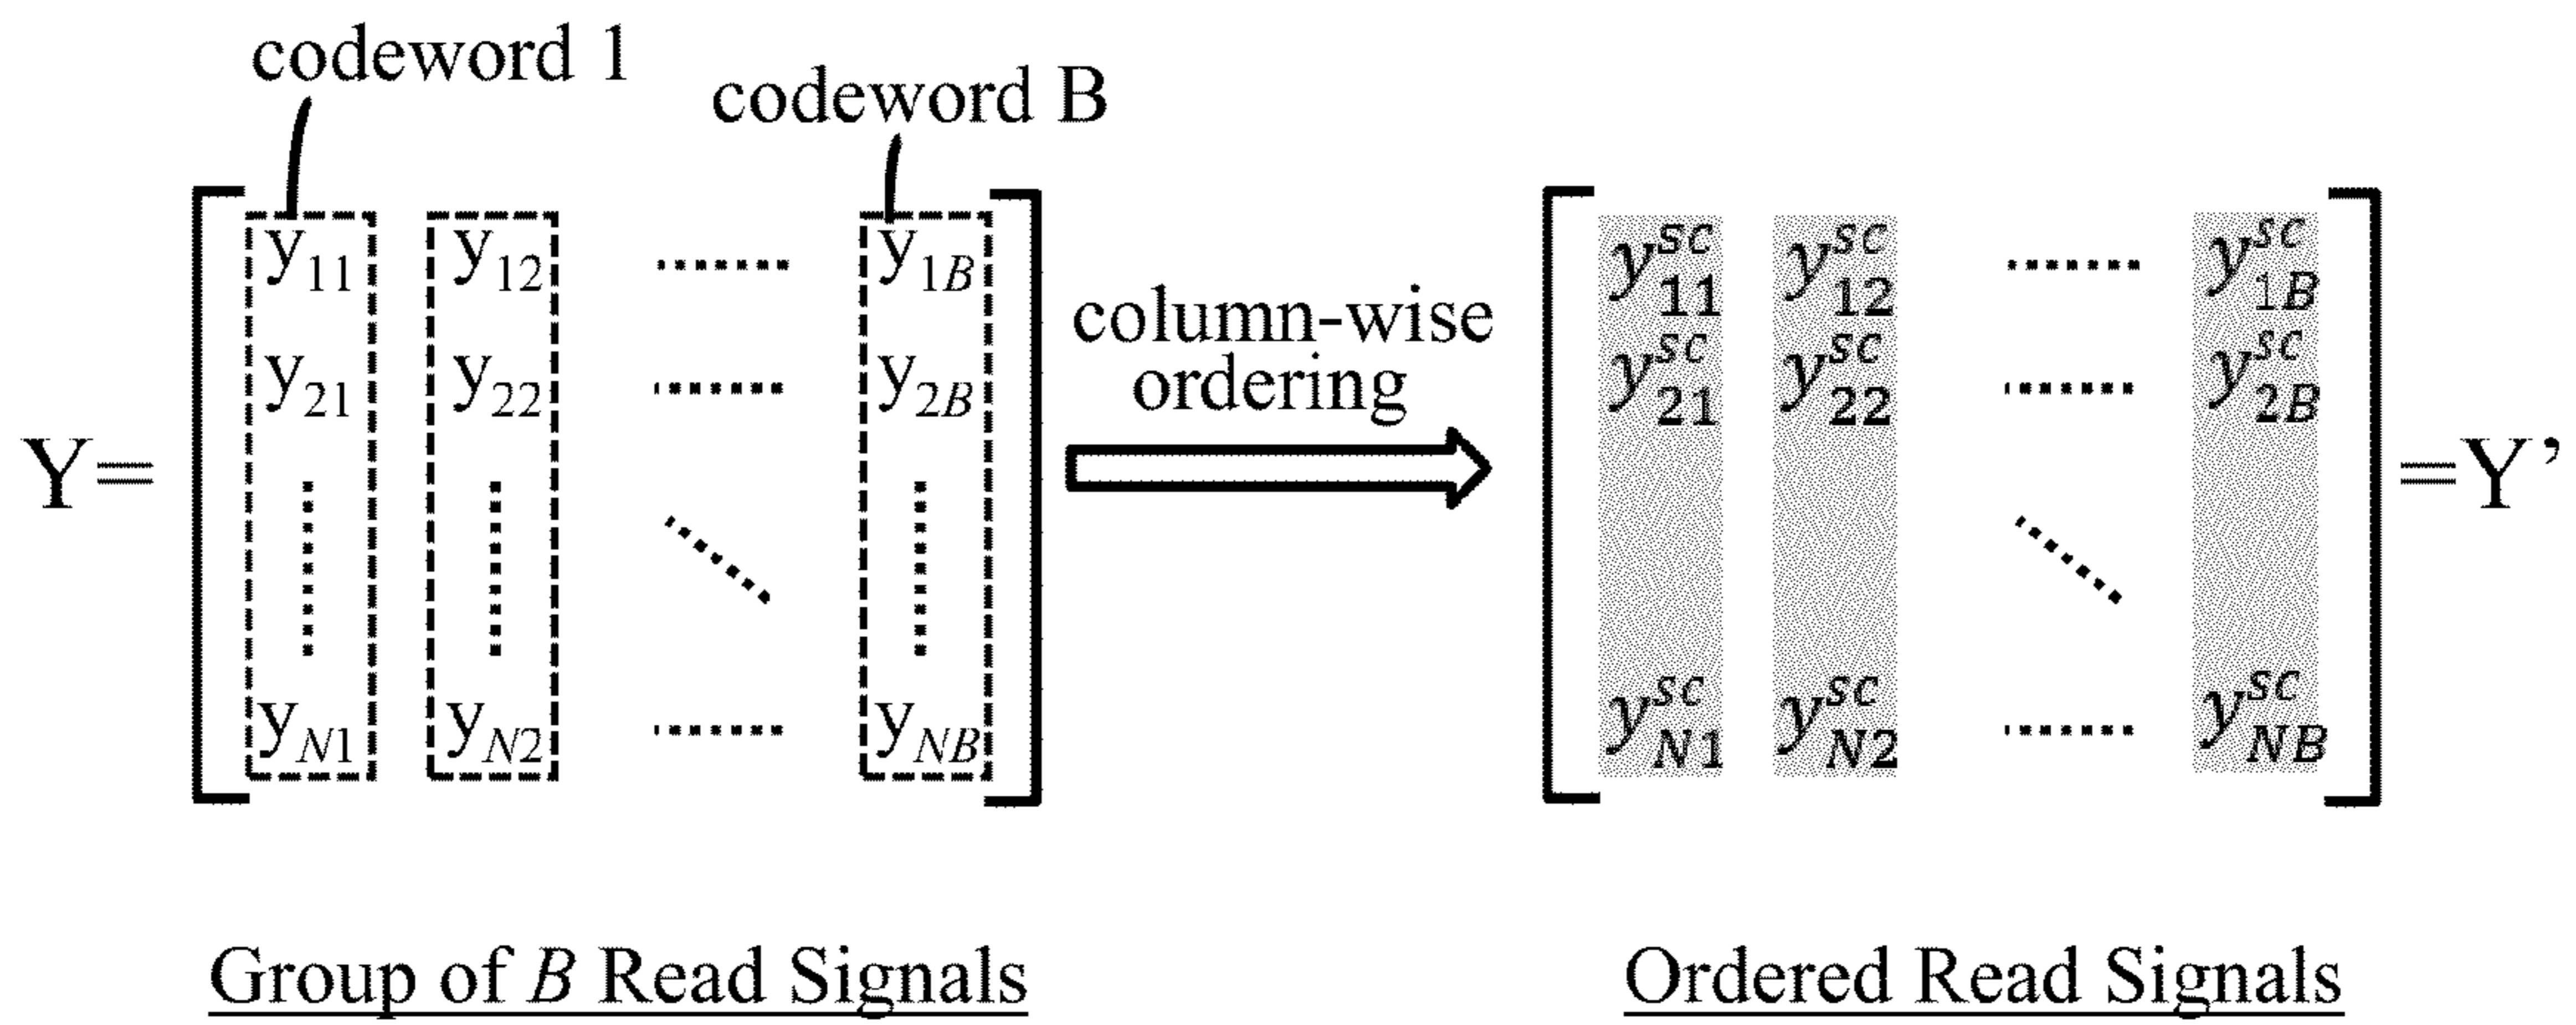 codeword 1
codeword B
Y= [ y11 y12 ........ y1B ]
y21 y22 ........ y2B
yN1 yN2 ........ yNB
column-wise
ordering
y^sc_11 y^sc_12 ........ y^sc_1B
y^sc_21 y^sc_22 ........ y^sc_2B
y^sc_N1 y^sc_N2 ........ y^sc_NB
=Y’
Group of B Read Signals
Ordered Read Signals